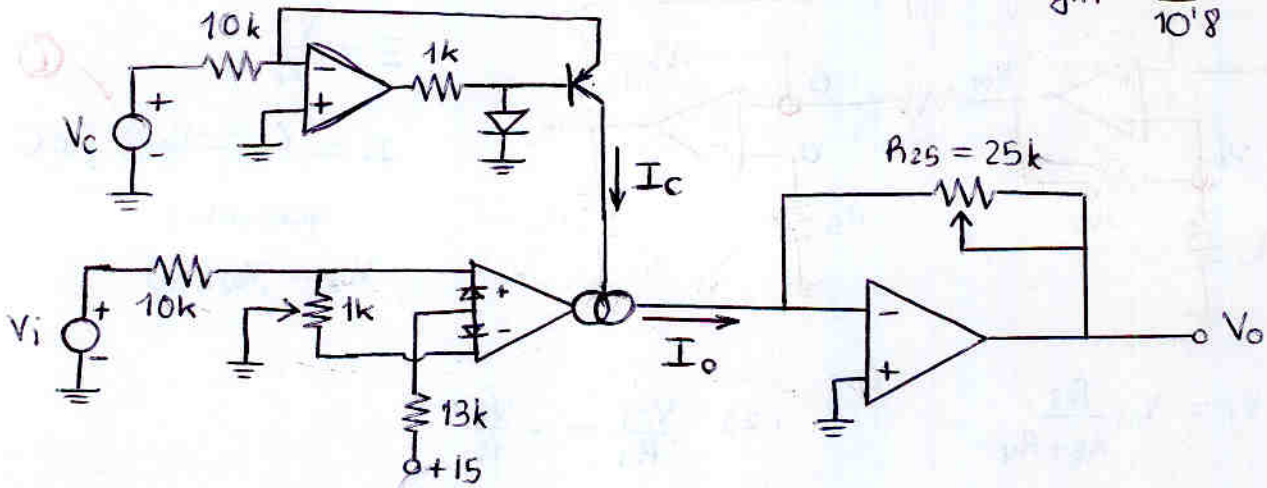 10'8
10k
1k
−
+
Vc
+
-
Ic
R25 = 25k
Vi
+
-
10k
1k
+
-
Io
−
+
Vo
13k
+15